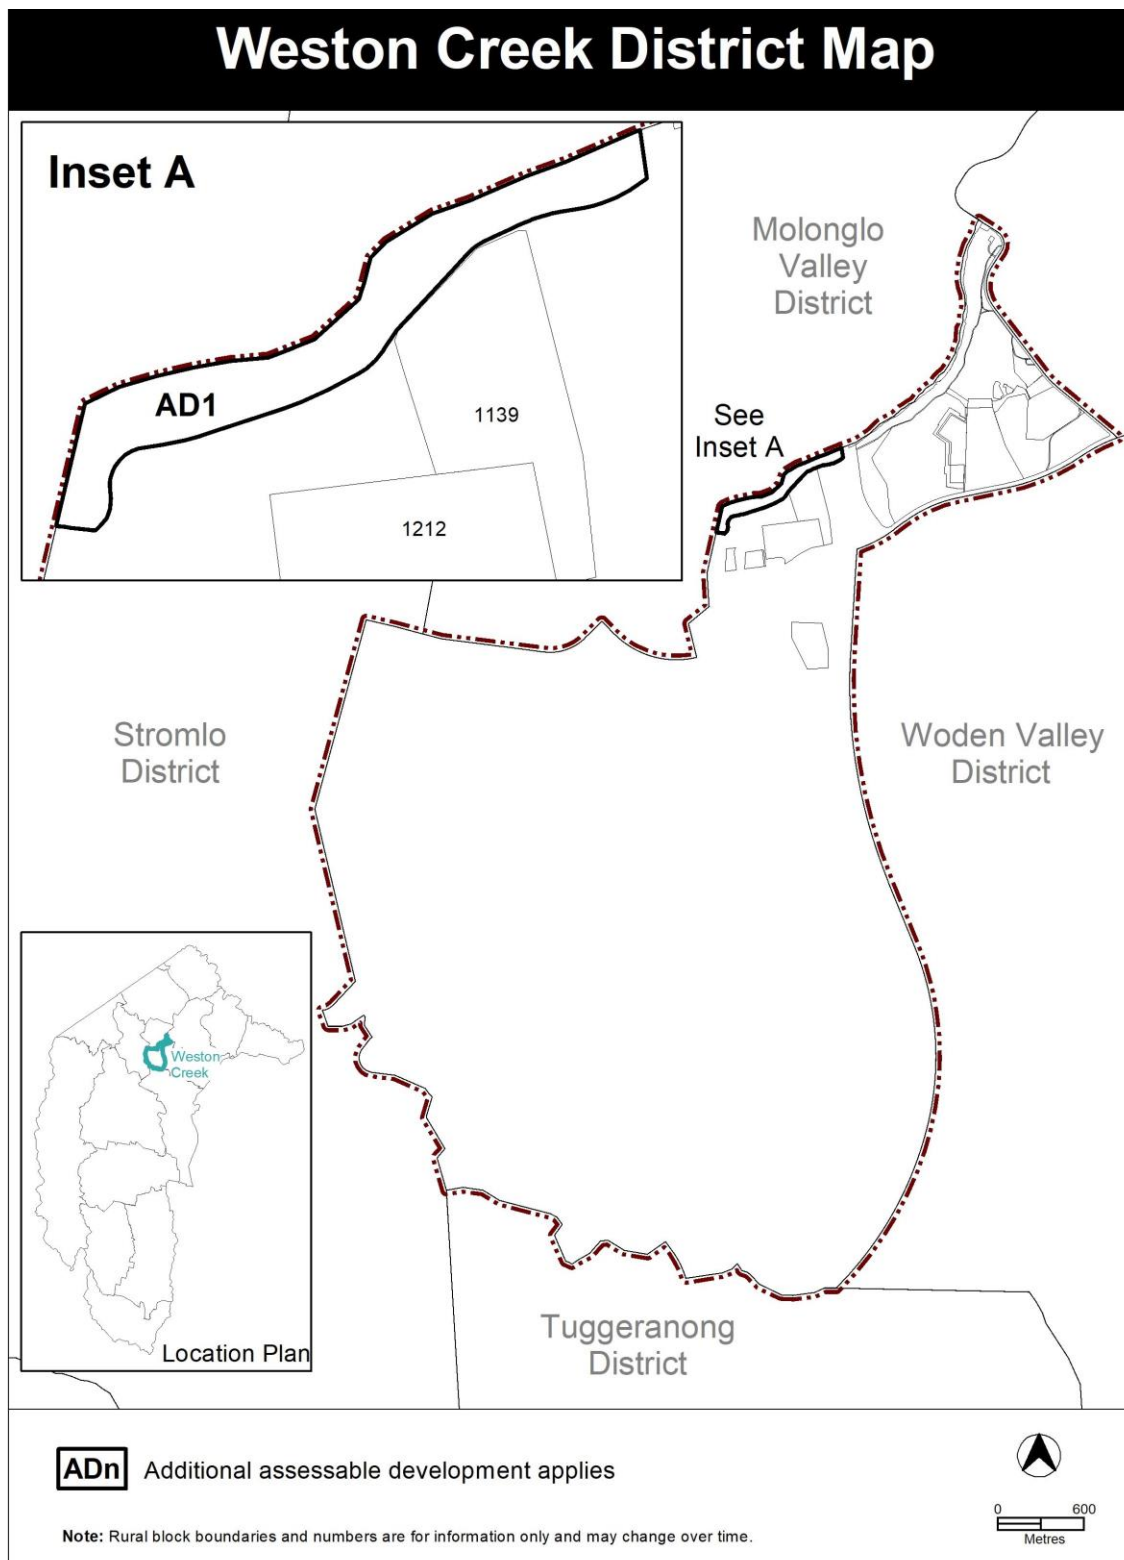 Weston Creek District Map
Inset A
AD1
1139
1212
Molonglo
Valley
District
See
Inset A
Stromlo
District
Woden Valley
District
Weston
Creek
Location Plan
Tuggeranong
District
ADn Additional assessable development applies
Note: Rural block boundaries and numbers are for information only and may change over time.
0 600
Metres